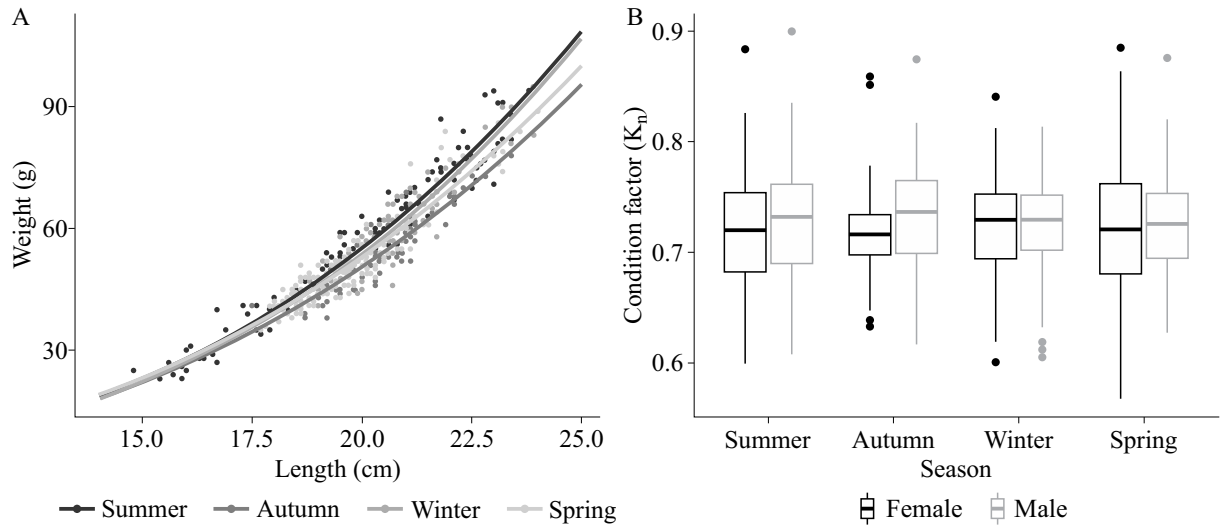 A
Weight (g)
90
60
30
15.0 17.5 20.0 22.5 25.0
Length (cm)
Summer Autumn Winter Spring
B
Condition factor (Kn)
0.9
0.8
0.7
0.6
Summer Autumn Winter Spring
Season
Female Male